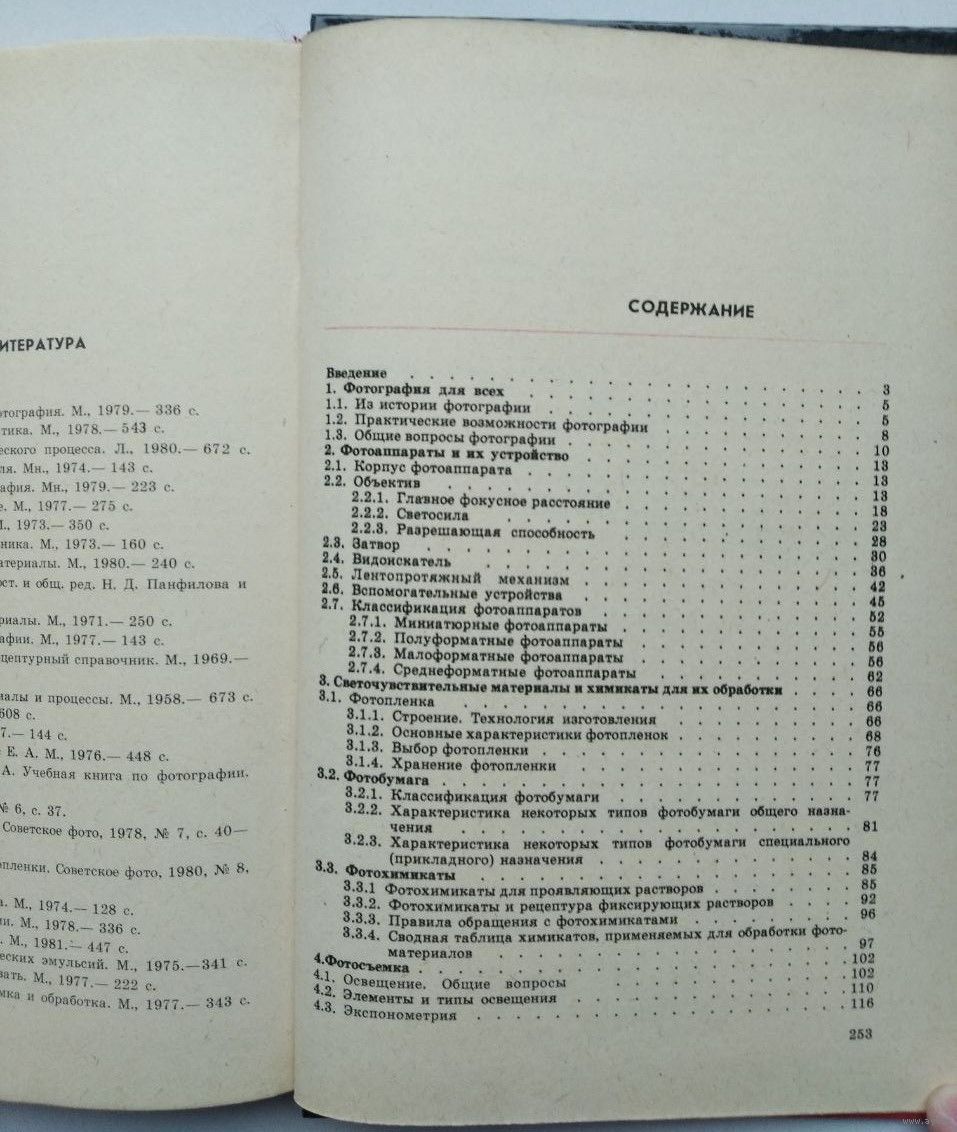 ИТЕРАТУРА
тография. М., 1979.— 336 с.
тика. М., 1978.— 543 с.
еского процесса. Л., 1980.— 672 с.
ля. Мн., 1974.— 143 с.
афия. Мн., 1979.— 223 с.
е. М., 1977.— 275 с.
М., 1973.— 350 с.
ника. М., 1973.— 160 с.
атериалы. М., 1980.— 240 с.
ост. и общ. ред. Н. Д. Панфилова и
риалы. М., 1971.— 250 с.
рафии. М., 1977.— 143 с.
цептурный справочник. М., 1969.—
иалы и процессы. М., 1958.— 673 с.
608 с.
7.— 144 с.
Е. А. М., 1976.— 448 с.
А. Учебная книга по фотографии.
№ 6, с. 37.
Советское фото, 1978, № 7, с. 40—
пленки. Советское фото, 1980, № 8,
а. М., 1974.— 128 с.
ии. М., 1978.— 336 с.
. М., 1981.— 447 с.
еских эмульсий. М., 1975.—341 с.
вать. М., 1977.— 222 с.
мка и обработка. М., 1977.— 343 с.
СОДЕРЖАНИЕ
Введение . . . . . . . . . . 3
1. Фотография для всех . . . . . . . . . . 5
1.1. Из истории фотографии . . . . . . . . . . 5
1.2. Практические возможности фотографии . . . . . . . . 8
1.3. Общие вопросы фотографии . . . . . . . . . . 10
2. Фотоаппараты и их устройство . . . . . . . . . . 13
2.1. Корпус фотоаппарата . . . . . . . . . . 13
2.2. Объектив . . . . . . . . . . 13
2.2.1. Главное фокусное расстояние . . . . . . . . . . 18
2.2.2. Светосила . . . . . . . . . . 23
2.2.3. Разрешающая способность . . . . . . . . . . 28
2.3. Затвор . . . . . . . . . . 30
2.4. Видоискатель . . . . . . . . . . 36
2.5. Лентопротяжный механизм . . . . . . . . . . 42
2.6. Вспомогательные устройства . . . . . . . . . . 45
2.7. Классификация фотоаппаратов . . . . . . . . . . 52
2.7.1. Миниатюрные фотоаппараты . . . . . . . . . . 55
2.7.2. Полуформатные фотоаппараты . . . . . . . . . 56
2.7.3. Малоформатные фотоаппараты . . . . . . . . . 56
2.7.4. Среднеформатные фотоаппараты . . . . . . . . 62
3. Светочувствительные материалы и химикаты для их обработки . . . . 66
3.1. Фотопленка . . . . . . . . . . 66
3.1.1. Строение. Технология изготовления . . . . . . . . 66
3.1.2. Основные характеристики фотопленок . . . . . . . 68
3.1.3. Выбор фотопленки . . . . . . . . . . 76
3.1.4. Хранение фотопленки . . . . . . . . . . 77
3.2. Фотобумага . . . . . . . . . . 77
3.2.1. Классификация фотобумаги . . . . . . . . . . 77
3.2.2. Характеристика некоторых типов фотобумаги общего назна-
чения . . . . . . . . . . 81
3.2.3. Характеристика некоторых типов фотобумаги специального
(прикладного) назначения . . . . . . . . . . 84
3.3. Фотохимикаты . . . . . . . . . . 85
3.3.1 Фотохимикаты для проявляющих растворов . . . . . . 85
3.3.2. Фотохимикаты и рецептура фиксирующих растворов . . . . 92
3.3.3. Правила обращения с фотохимикатами . . . . . . . 96
3.3.4. Сводная таблица химикатов, применяемых для обработки фото-
материалов . . . . . . . . . . 97
4.Фотосъемка . . . . . . . . . . 102
4.1. Освещение. Общие вопросы . . . . . . . . . . 102
4.2. Элементы и типы освещения . . . . . . . . . . 110
4.3. Экспонометрия . . . . . . . . . . 116
253